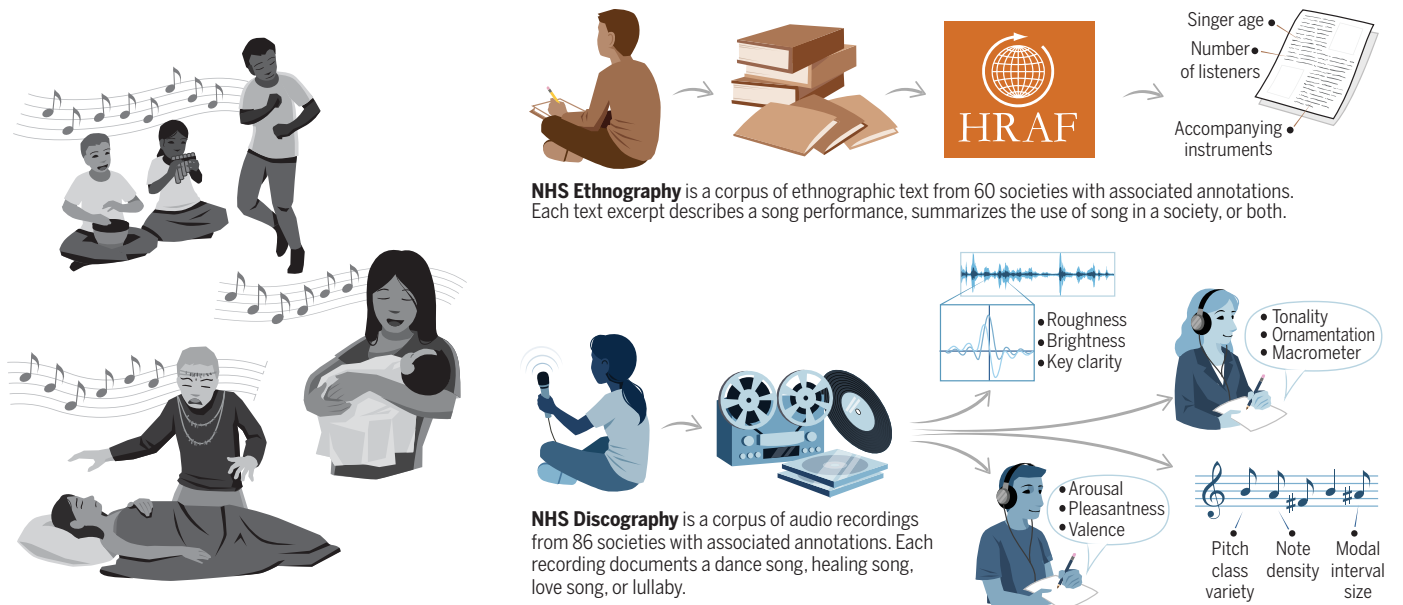 HRAF
Singer age
Number
of listeners
Accompanying
instruments
NHS Ethnography is a corpus of ethnographic text from 60 societies with associated annotations.
Each text excerpt describes a song performance, summarizes the use of song in a society, or both.
Roughness
Brightness
Key clarity
Tonality
Ornamentation
Macrometer
Arousal
Pleasantness
Valence
Pitch
class
variety
Note
density
Modal
interval
size
NHS Discography is a corpus of audio recordings
from 86 societies with associated annotations. Each
recording documents a dance song, healing song,
love song, or lullaby.